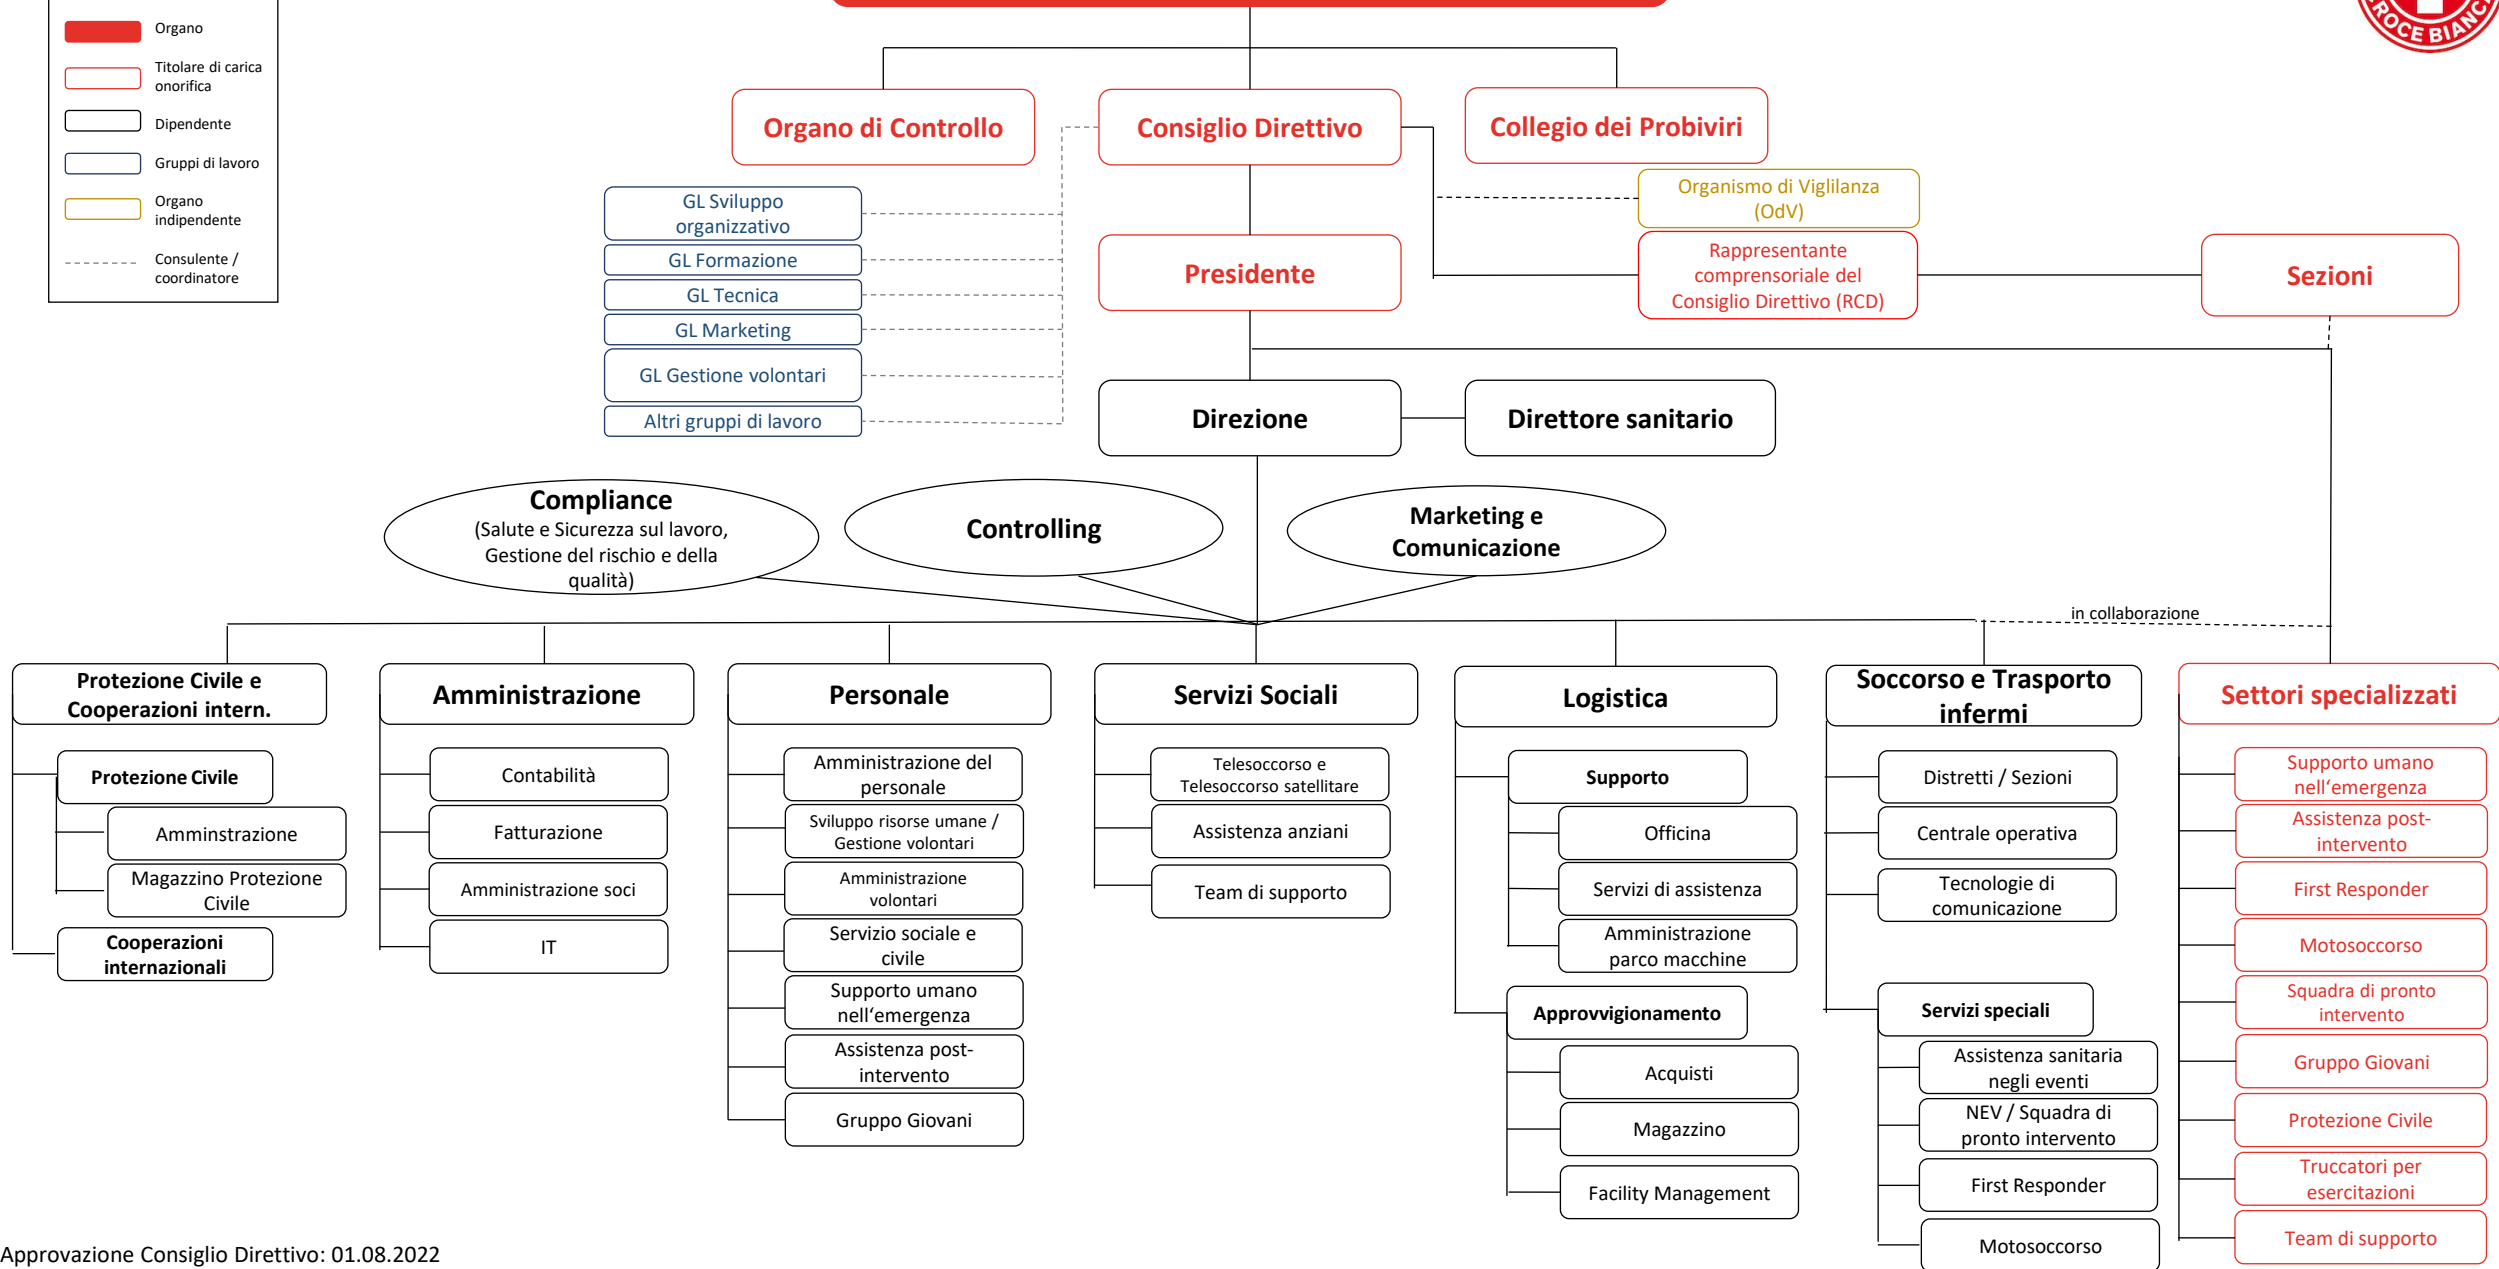 Organo
Titolare di carica
onorifica
Dipendente
Gruppi di lavoro
Organo
indipendente
Consulente /
coordinatore
CROCE BIANCA
Organo di Controllo
Consiglio Direttivo
Collegio dei Probiviri
GL Sviluppo
organizzativo
GL Formazione
GL Tecnica
GL Marketing
GL Gestione volontari
Altri gruppi di lavoro
Organismo di Viglilanza
(OdV)
Presidente
Rappresentante
comprensoriale del
Consiglio Direttivo (RCD)
Sezioni
Direzione
Direttore sanitario
Compliance
(Salute e Sicurezza sul lavoro,
Gestione del rischio e della
qualità)
Controlling
Marketing e
Comunicazione
in collaborazione
Protezione Civile e
Cooperazioni intern.
Protezione Civile
Amminstrazione
Magazzino Protezione
Civile
Cooperazioni
internazionali
Amministrazione
Contabilità
Fatturazione
Amministrazione soci
IT
Personale
Amministrazione del
personale
Sviluppo risorse umane /
Gestione volontari
Amministrazione
volontari
Servizio sociale e
civile
Supporto umano
nell‘emergenza
Assistenza post-
intervento
Gruppo Giovani
Servizi Sociali
Telesoccorso e
Telesoccorso satellitare
Assistenza anziani
Team di supporto
Logistica
Supporto
Officina
Servizi di assistenza
Amministrazione
parco macchine
Approvvigionamento
Acquisti
Magazzino
Facility Management
Soccorso e Trasporto
infermi
Distretti / Sezioni
Centrale operativa
Tecnologie di
comunicazione
Servizi speciali
Assistenza sanitaria
negli eventi
NEV / Squadra di
pronto intervento
First Responder
Motosoccorso
Settori specializzati
Supporto umano
nell‘emergenza
Assistenza post-
intervento
First Responder
Motosoccorso
Squadra di pronto
intervento
Gruppo Giovani
Protezione Civile
Truccatori per
esercitazioni
Team di supporto
Approvazione Consiglio Direttivo: 01.08.2022